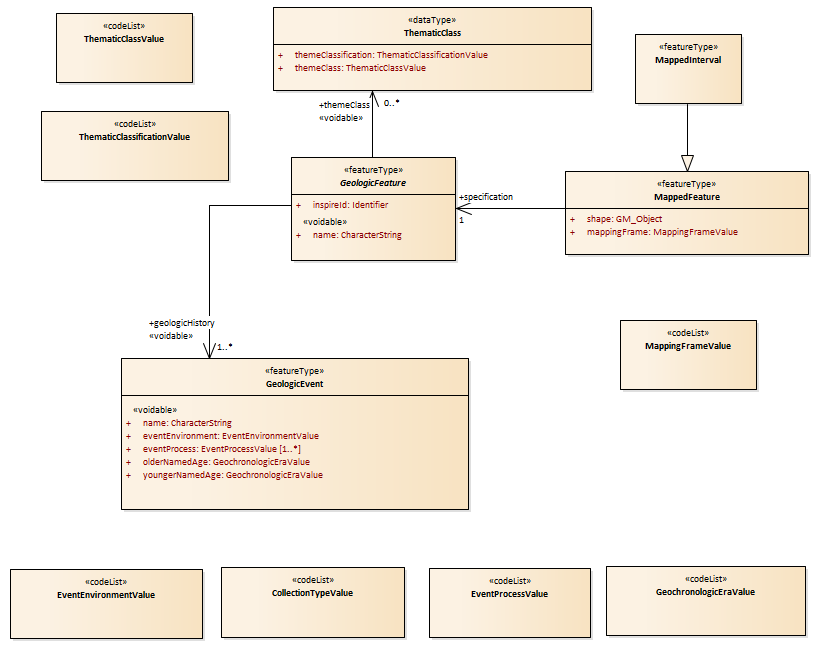 «codeList»
ThematicClassValue
«dataType»
ThematicClass
+ themeClassification: ThematicClassificationValue
+ themeClass: ThematicClassValue
«featureType»
MappedInterval
«codeList»
ThematicClassificationValue
+themeClass 0..*
«voidable»
«featureType»
GeologicFeature
+ inspireId: Identifier
«voidable»
+ name: CharacterString
+specification
1
«featureType»
MappedFeature
+ shape: GM_Object
+ mappingFrame: MappingFrameValue
+geologicHistory
«voidable»
1..*
«codeList»
MappingFrameValue
«featureType»
GeologicEvent
«voidable»
+ name: CharacterString
+ eventEnvironment: EventEnvironmentValue
+ eventProcess: EventProcessValue [1..*]
+ olderNamedAge: GeochronologicEraValue
+ youngerNamedAge: GeochronologicEraValue
«codeList»
EventEnvironmentValue
«codeList»
CollectionTypeValue
«codeList»
EventProcessValue
«codeList»
GeochronologicEraValue